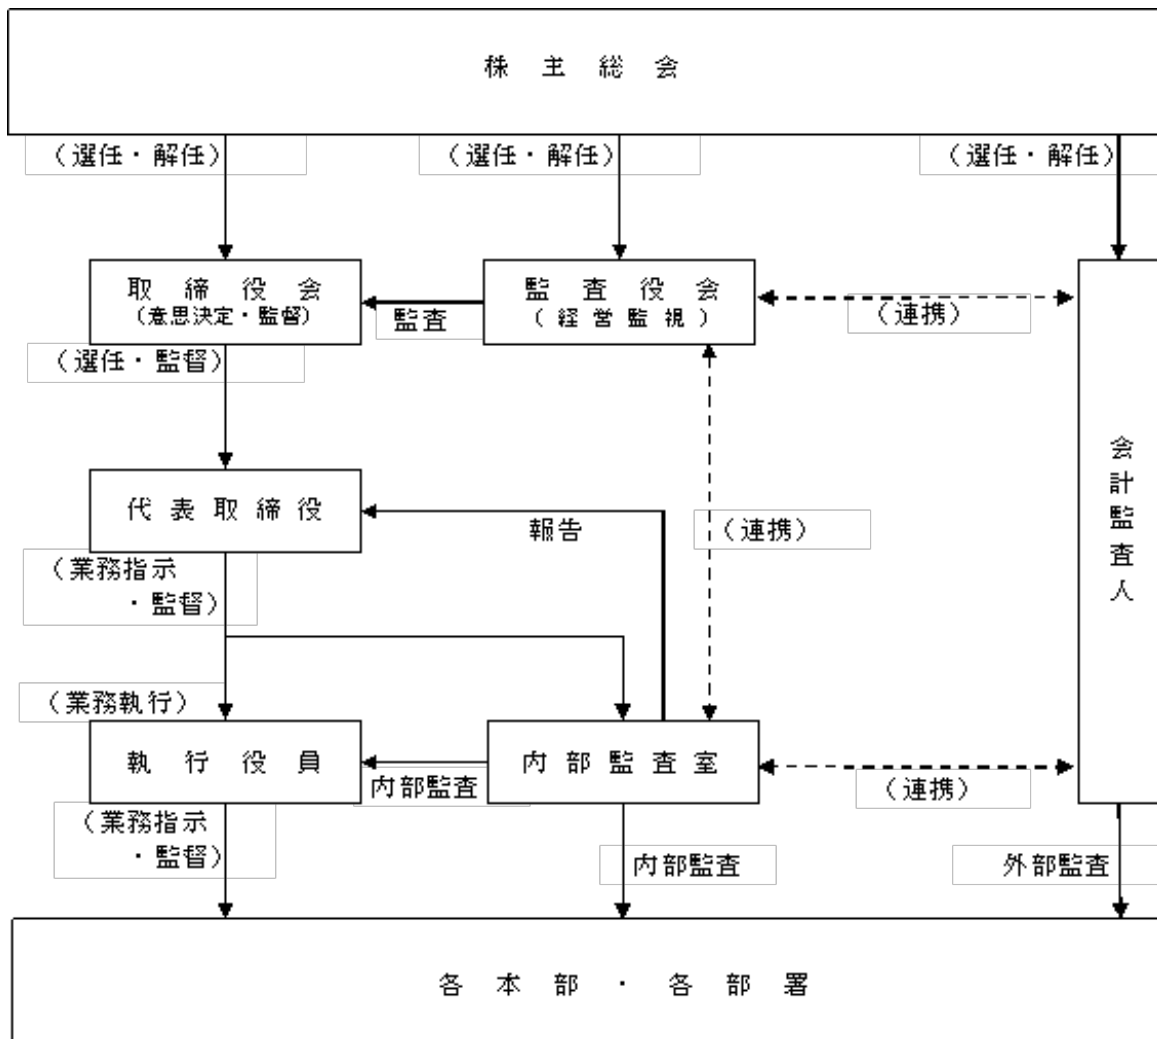 株主総会
（選任・解任）
（選任・解任）
（選任・解任）
取締役会
（意思決定・監督）
監査
監査役会
（経営監視）
（連携）
（選任・監督）
会計監査人
代表取締役
報告
（連携）
（業務指示
・監督）
（業務執行）
執行役員
内部監査
内部監査室
（連携）
（業務指示
・監督）
内部監査
外部監査
各本部・各部署